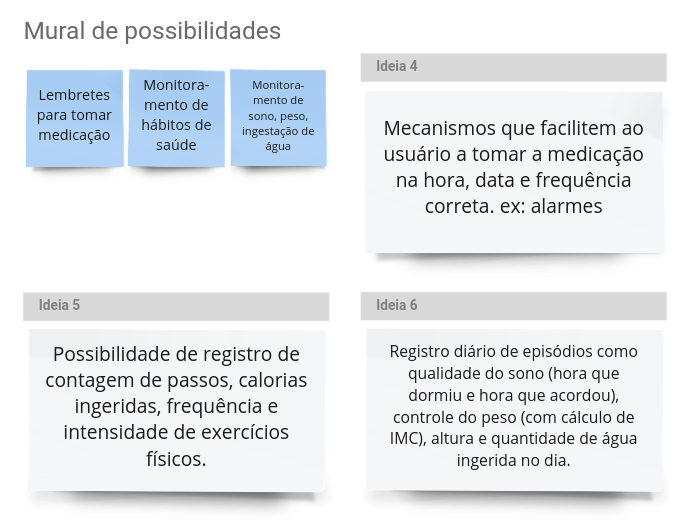 Mural de possibilidades
Lembretes
para tomar
medicação
Monitora-
mento de
hábitos de
saúde
Monitora-
mento de
sono, peso,
ingestação de
água
Ideia 4
Mecanismos que facilitem ao
usuário a tomar a medicação
na hora, data e frequência
correta. ex: alarmes
Ideia 5
Possibilidade de registro de
contagem de passos, calorias
ingeridas, frequência e
intensidade de exercícios
físicos.
Ideia 6
Registro diário de episódios como
qualidade do sono (hora que
dormiu e hora que acordou),
controle do peso (com cálculo de
IMC), altura e quantidade de água
ingerida no dia.